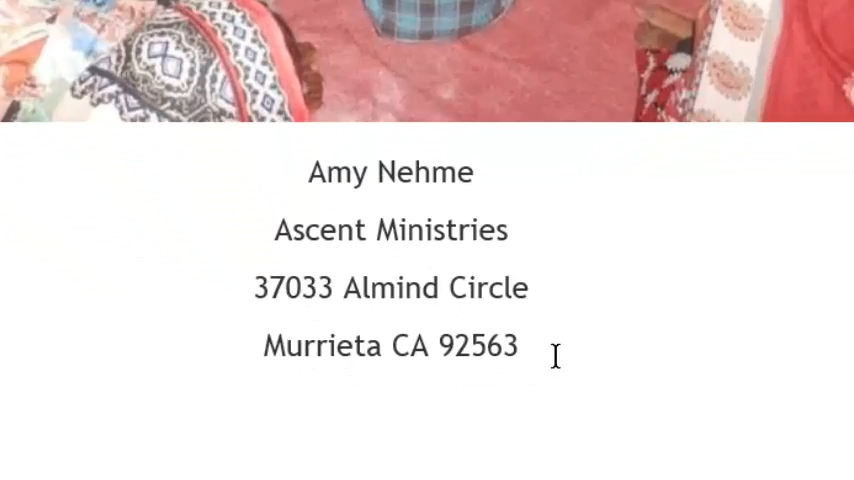 Amy Nehme
Ascent Ministries
37033 Almind Circle
Murrieta CA 92563